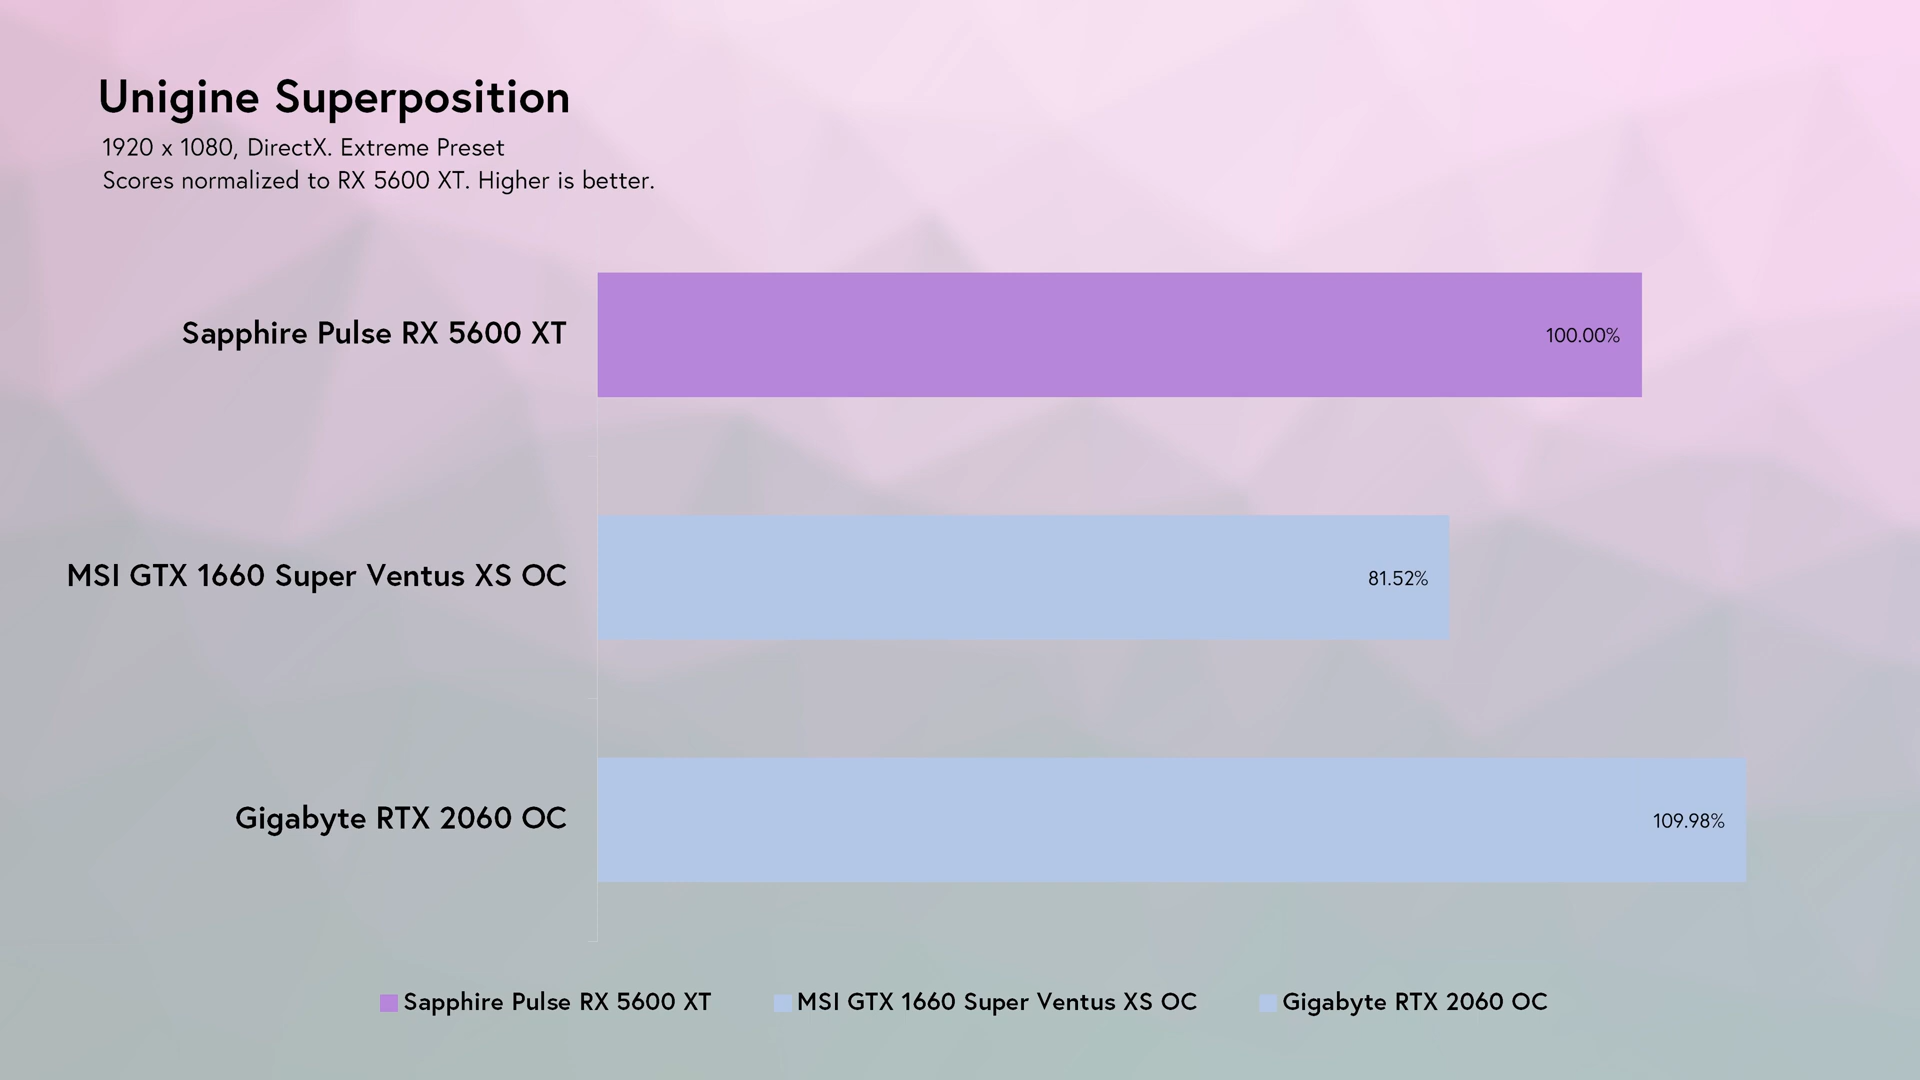 Unigine Superposition
1920 x 1080, DirectX. Extreme Preset
Scores normalized to RX 5600 XT. Higher is better.
Sapphire Pulse RX 5600 XT
100.00%
MSI GTX 1660 Super Ventus XS OC
81.52%
Gigabyte RTX 2060 OC
109.98%
Sapphire Pulse RX 5600 XT
MSI GTX 1660 Super Ventus XS OC
Gigabyte RTX 2060 OC